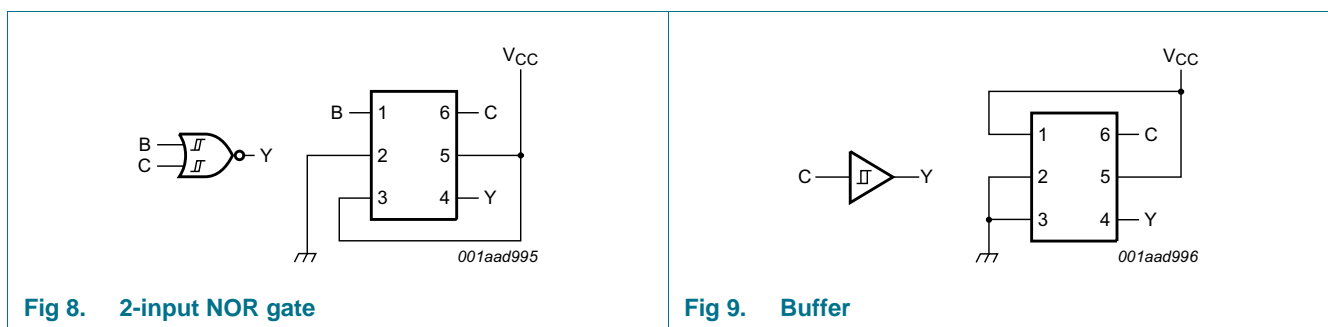 VCC
B
1
6
C
B
C
Y
2
5
3
4
Y
001aad995
Fig 8. 2-input NOR gate
VCC
1
6
C
C
Y
2
5
3
4
Y
001aad996
Fig 9. Buffer